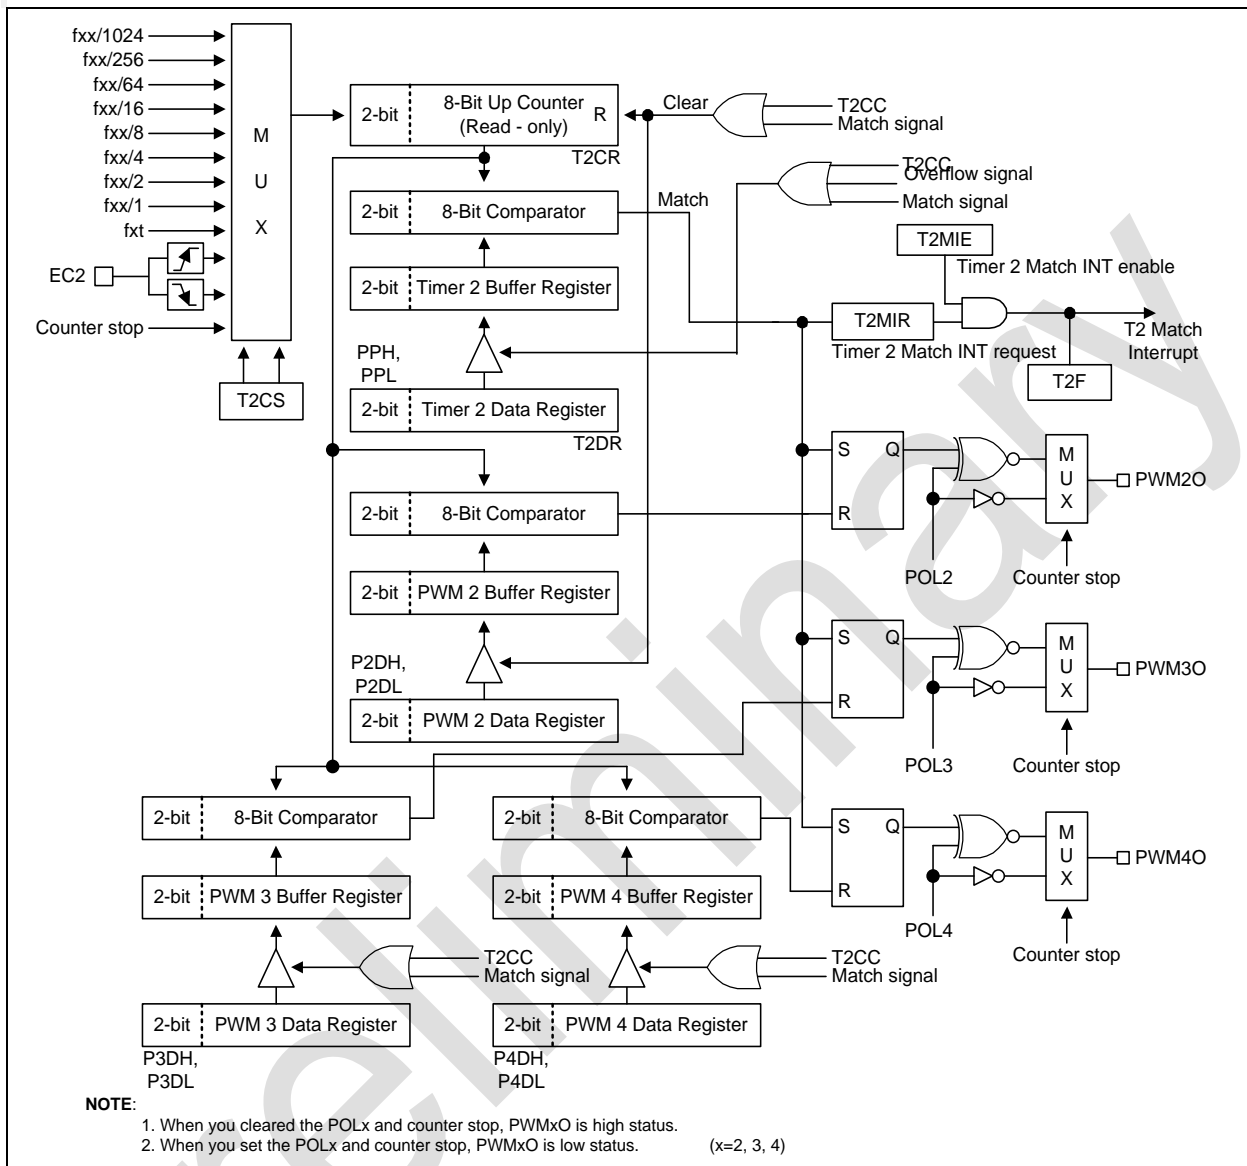 fxx/1024
fxx/256
fxx/64
fxx/16
fxx/8
fxx/4
fxx/2
fxx/1
fxt
EC2
Counter stop
M
U
X
T2CS
2-bit
8-Bit Up Counter
(Read - only)
R
T2CR
Clear
T2CC
Match signal
T2CC
Overflow signal
Match signal
2-bit
8-Bit Comparator
Match
2-bit
Timer 2 Buffer Register
PPH,
PPL
2-bit
Timer 2 Data Register
T2DR
T2MIE
Timer 2 Match INT enable
T2MIR
Timer 2 Match INT request
T2 Match
Interrupt
T2F
2-bit
8-Bit Comparator
2-bit
PWM 2 Buffer Register
P2DH,
P2DL
2-bit
PWM 2 Data Register
S
Q
R
POL2
M
U
X
Counter stop
PWM2O
S
Q
R
POL3
M
U
X
Counter stop
PWM3O
2-bit
8-Bit Comparator
2-bit
PWM 3 Buffer Register
T2CC
Match signal
2-bit
PWM 3 Data Register
P3DH,
P3DL
2-bit
8-Bit Comparator
2-bit
PWM 4 Buffer Register
T2CC
Match signal
2-bit
PWM 4 Data Register
P4DH,
P4DL
S
Q
R
POL4
M
U
X
Counter stop
PWM4O
NOTE:
1. When you cleared the POLx and counter stop, PWMxO is high status.
2. When you set the POLx and counter stop, PWMxO is low status. (x=2, 3, 4)
reliminary